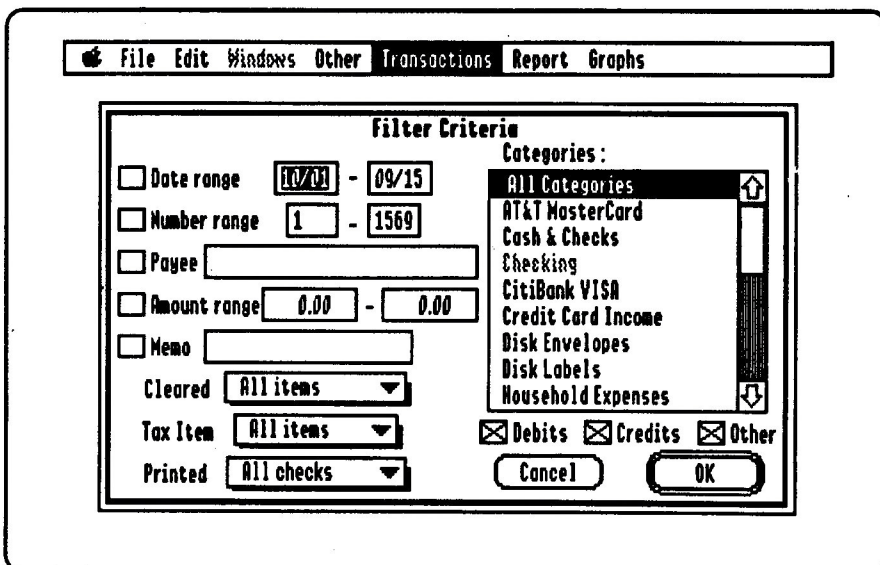 File Edit Windows Other Transactions Report Graphs
Filter Criteria
Date range 10/01 - 09/15
Number range 1 - 1569
Payee
Amount range 0.00 - 0.00
Memo
Cleared All items
Tax Item All items
Printed All checks
Categories:
All Categories
AT&T MasterCard
Cash & Checks
Checking
CitiBank VISA
Credit Card Income
Disk Envelopes
Disk Labels
Household Expenses
Debits Credits Other
Cancel OK